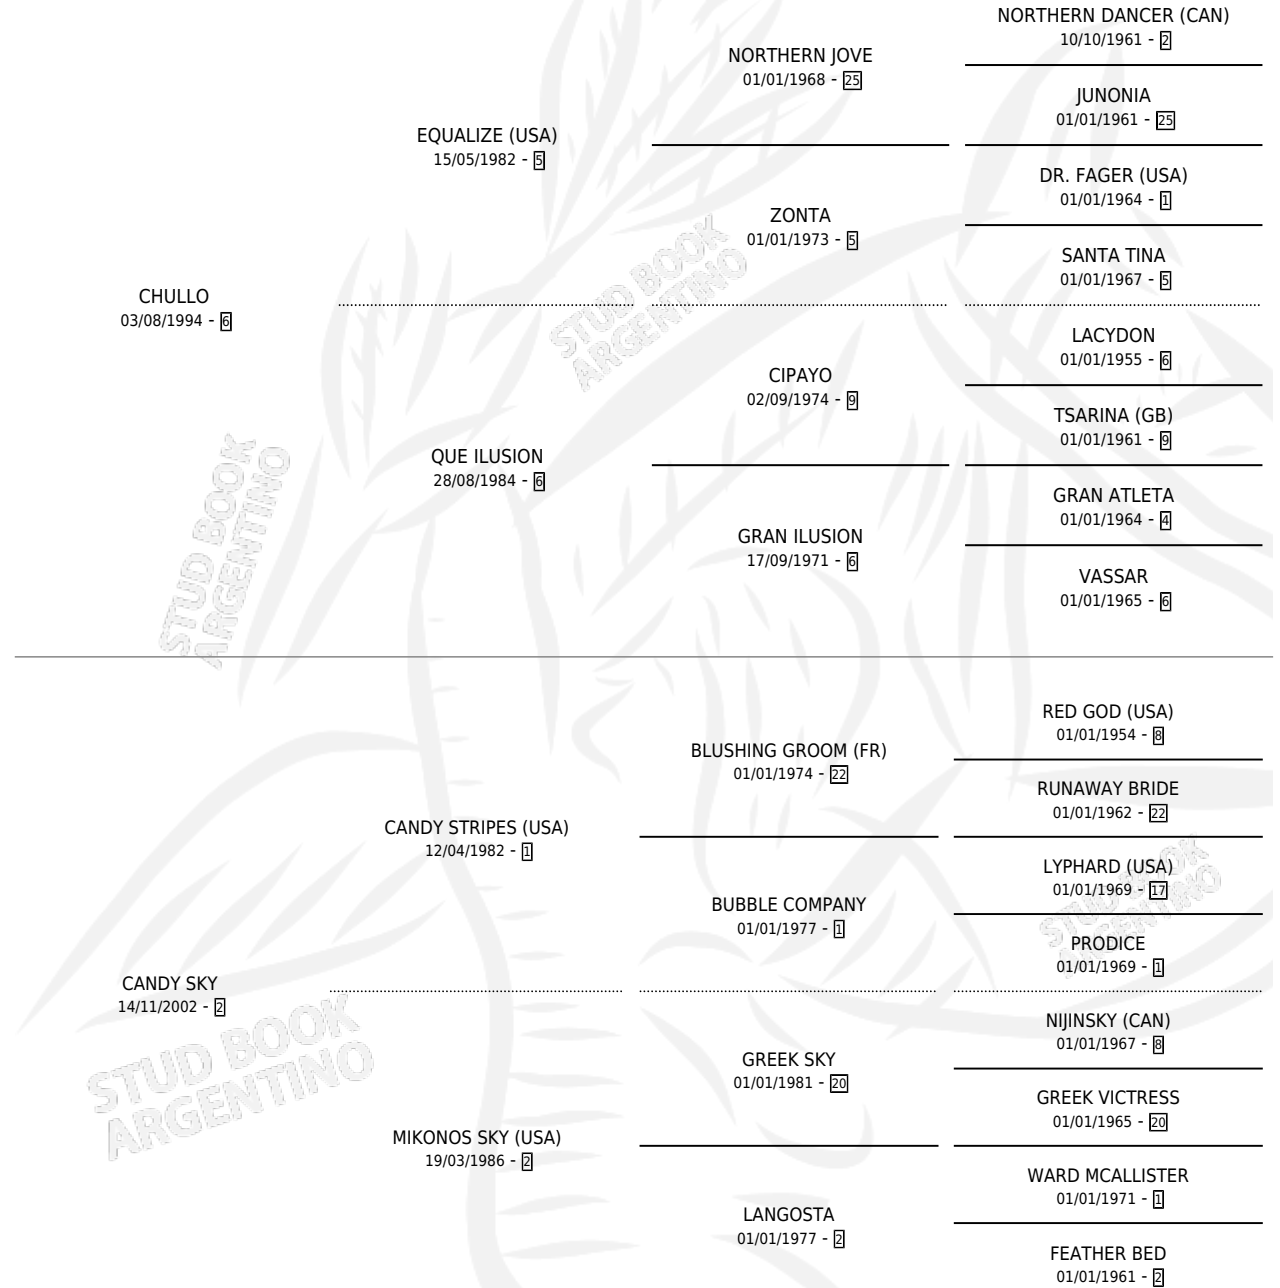 NORTHERN DANCER (CAN)
10/10/1961 - 2
NORTHERN JOVE
01/01/1968 - 25
JUNONIA
01/01/1961 - 25
EQUALIZE (USA)
15/05/1982 - 5
DR. FAGER (USA)
01/01/1964 - 1
ZONTA
01/01/1973 - 5
SANTA TINA
01/01/1967 - 5
STUD BOOK
ARGENTINO
CHULLO
03/08/1994 - 6
LACYDON
01/01/1955 - 6
CIPAYO
02/09/1974 - 9
TSARINA (GB)
01/01/1961 - 9
QUE ILUSION
28/08/1984 - 6
GRAN ATLETA
01/01/1964 - 4
GRAN ILUSION
17/09/1971 - 6
VASSAR
01/01/1965 - 6
STUD BOOK
ARGENTINO
RED GOD (USA)
01/01/1954 - 8
BLUSHING GROOM (FR)
01/01/1974 - 22
RUNAWAY BRIDE
01/01/1962 - 22
CANDY STRIPES (USA)
12/04/1982 - 1
LYPHARD (USA)
01/01/1969 - 17
BUBBLE COMPANY
01/01/1977 - 1
STUD BOOK
ARGENTINO
PRODICE
01/01/1969 - 1
CANDY SKY
14/11/2002 - 2
NIJINSKY (CAN)
01/01/1967 - 8
GREEK SKY
01/01/1981 - 20
STUD BOOK
ARGENTINO
GREEK VICTRESS
01/01/1965 - 20
MIKONOS SKY (USA)
19/03/1986 - 2
WARD MCALLISTER
01/01/1971 - 1
LANGOSTA
01/01/1977 - 2
FEATHER BED
01/01/1961 - 2